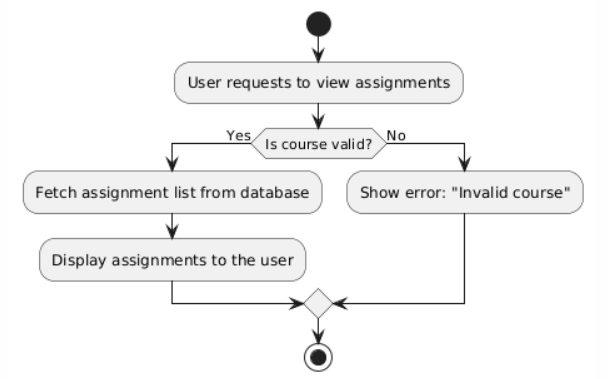 User requests to view assignments
Yes
Is course valid?
No
Fetch assignment list from database
Show error: "Invalid course"
Display assignments to the user